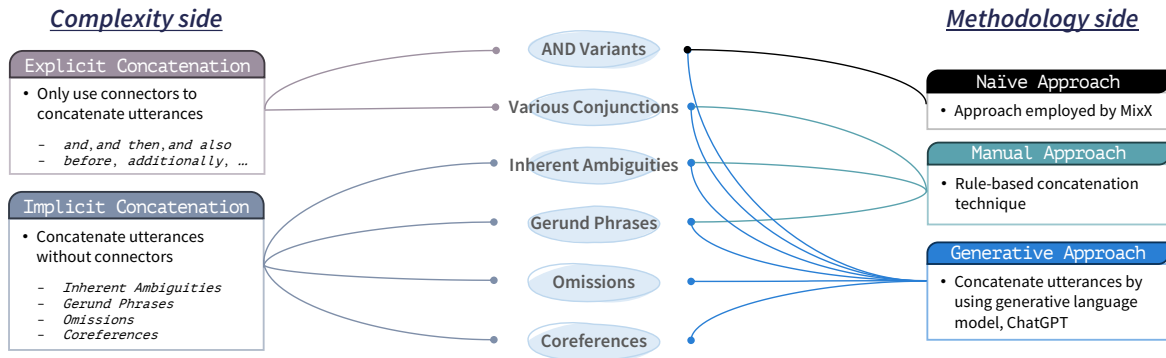 Complexity side
Explicit Concatenation
• Only use connectors to
concatenate utterances
- and,and then,and also
- before, additionally, …
Implicit Concatenation
• Concatenate utterances
without connectors
- Inherent Ambiguities
- Gerund Phrases
- Omissions
- Coreferences
AND Variants
Various Conjunctions
Inherent Ambiguities
Gerund Phrases
Omissions
Coreferences
Methodology side
Naïve Approach
• Approach employed by MixX
Manual Approach
• Rule-based concatenation
technique
Generative Approach
• Concatenate utterances by
using generative language
model, ChatGPT